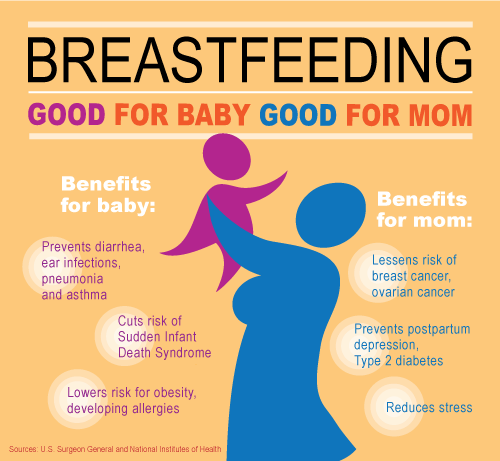 BREASTFEEDING
GOOD FOR BABY GOOD FOR MOM
Benefits
for baby:
Prevents diarrhea,
ear infections,
pneumonia
and asthma
Cuts risk of
Sudden Infant
Death Syndrome
Lowers risk for obesity,
developing allergies
Benefits
for mom:
Lessens risk of
breast cancer,
ovarian cancer
Prevents postpartum
depression,
Type 2 diabetes
Reduces stress
Sources: U.S. Surgeon General and National Institutes of Health